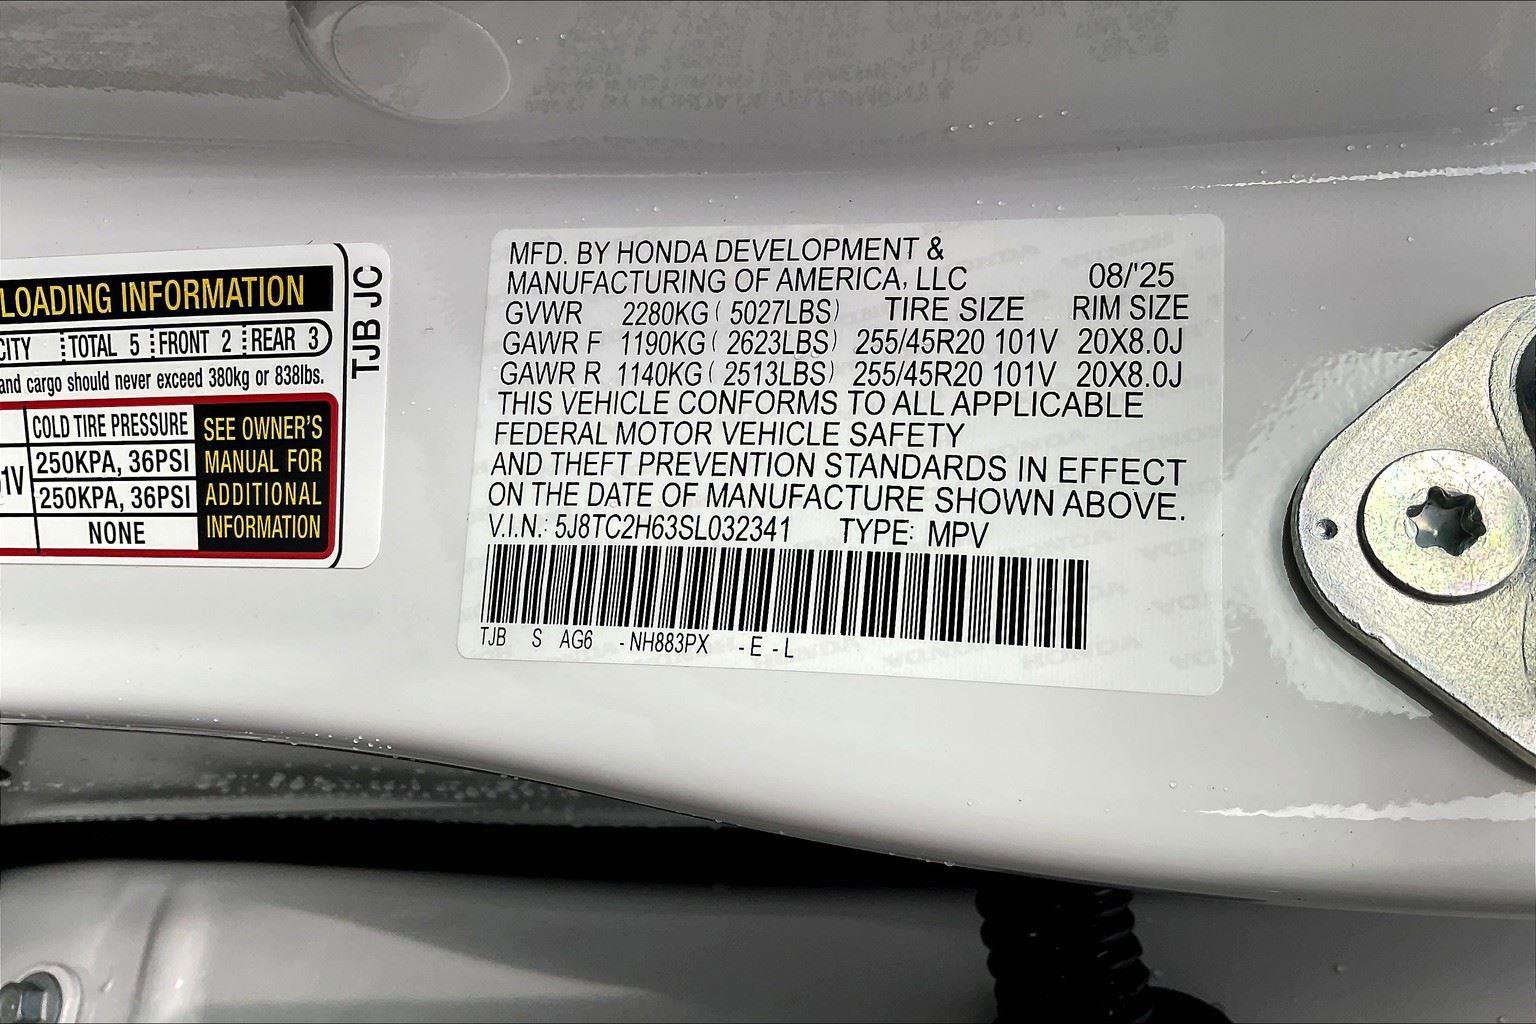 LOADING INFORMATION
CITY TOTAL 5 FRONT 2 REAR 3
and cargo should never exceed 380kg or 838lbs.
COLD TIRE PRESSURE
1V 250KPA, 36PSI
250KPA, 36PSI
NONE
SEE OWNER'S
MANUAL FOR
ADDITIONAL
INFORMATION
TJB JC
MFD. BY HONDA DEVELOPMENT &
MANUFACTURING OF AMERICA, LLC 08/'25
GVWR 2280KG ( 5027LBS) TIRE SIZE RIM SIZE
GAWR F 1190KG ( 2623LBS) 255/45R20 101V 20X8.0J
GAWR R 1140KG ( 2513LBS) 255/45R20 101V 20X8.0J
THIS VEHICLE CONFORMS TO ALL APPLICABLE
FEDERAL MOTOR VEHICLE SAFETY
AND THEFT PREVENTION STANDARDS IN EFFECT
ON THE DATE OF MANUFACTURE SHOWN ABOVE.
V.I.N.: 5J8TC2H63SL032341 TYPE: MPV
TJB S AG6 -NH883PX -E -L